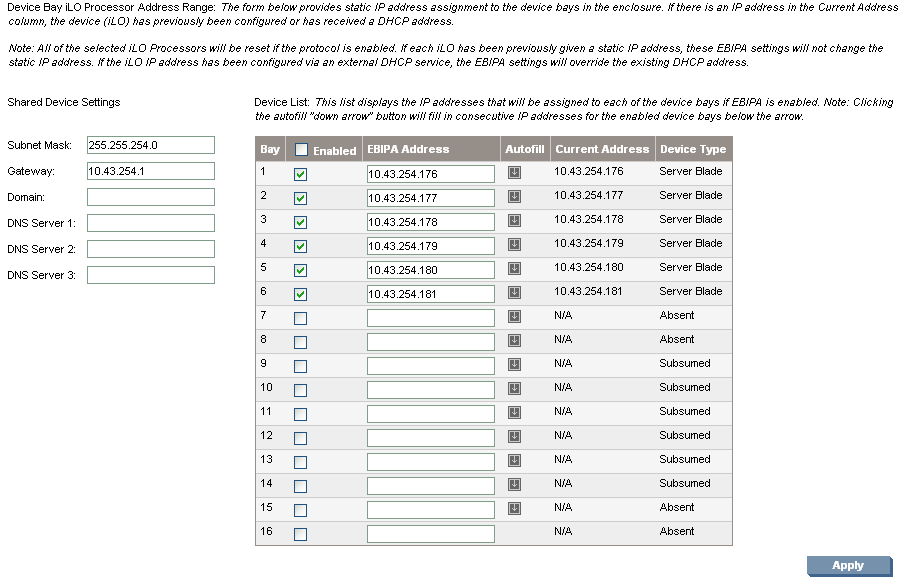 Device Bay iLO Processor Address Range: The form below provides static IP address assignment to the device bays in the enclosure. If there is an IP address in the Current Address
column, the device (iLO) has previously been configured or has received a DHCP address.
Note: All of the selected iLO Processors will be reset if the protocol is enabled. If each iLO has been previously given a static IP address, these EBIPA settings will not change the
static IP address. If the iLO IP address has been configured via an external DHCP service, the EBIPA settings will override the existing DHCP address.
Shared Device Settings
Subnet Mask: 255.255.254.0
Gateway: 10.43.254.1
Domain:
DNS Server 1:
DNS Server 2:
DNS Server 3:
Device List: This list displays the IP addresses that will be assigned to each of the device bays if EBIPA is enabled. Note: Clicking
the autofill "down arrow" button will fill in consecutive IP addresses for the enabled device bays below the arrow.
Bay Enabled EBIPA Address Autofill Current Address Device Type
1 10.43.254.176 10.43.254.176 Server Blade
2 10.43.254.177 10.43.254.177 Server Blade
3 10.43.254.178 10.43.254.178 Server Blade
4 10.43.254.179 10.43.254.179 Server Blade
5 10.43.254.180 10.43.254.180 Server Blade
6 10.43.254.181 10.43.254.181 Server Blade
7 N/A Absent
8 N/A Absent
9 N/A Subsumed
10 N/A Subsumed
11 N/A Subsumed
12 N/A Subsumed
13 N/A Subsumed
14 N/A Subsumed
15 N/A Absent
16 N/A Absent
Apply